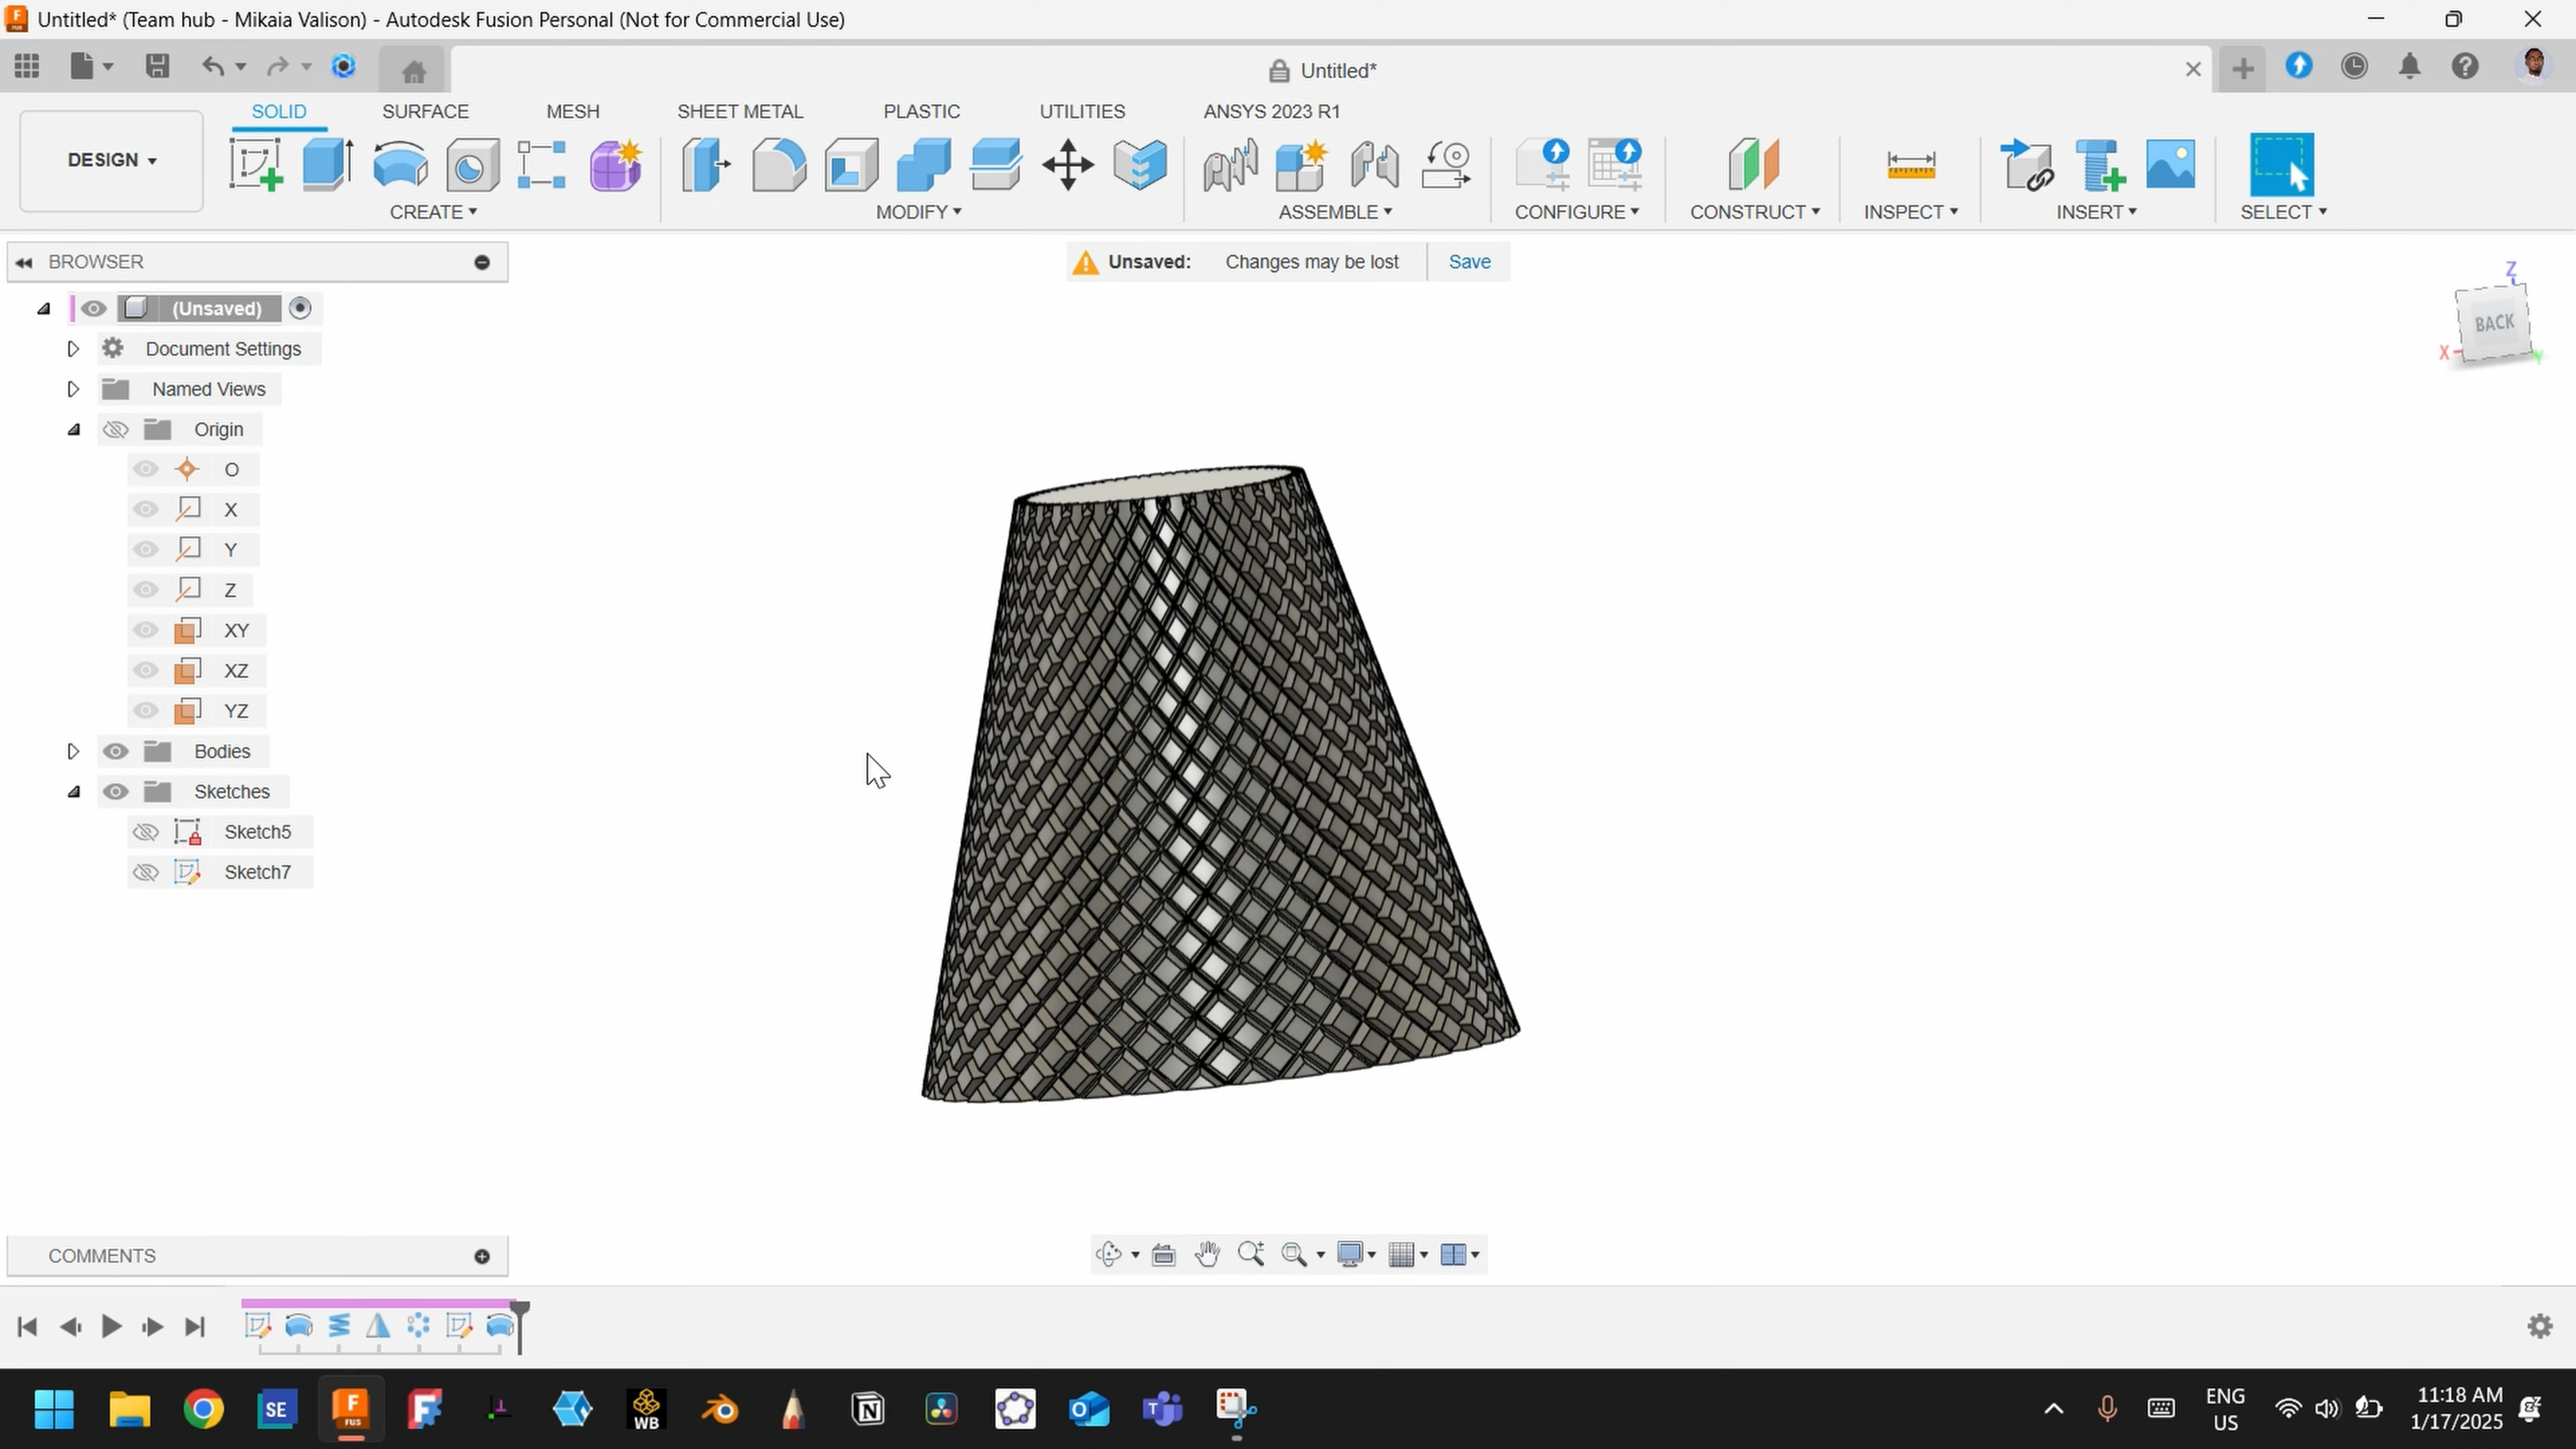 Untitled* (Team hub - Mikaia Valison) - Autodesk Fusion Personal (Not for Commercial Use)
Untitled*
DESIGN
SOLID SURFACE MESH SHEET METAL PLASTIC UTILITIES ANSYS 2023 R1
CREATE MODIFY ASSEMBLE CONFIGURE CONSTRUCT INSPECT INSERT SELECT
BROWSER
Unsaved: Changes may be lost Save
(Unsaved)
Document Settings
Named Views
Origin
O
X
Y
Z
XY
XZ
YZ
Bodies
Sketches
Sketch5
Sketch7
Z
BACK
X
Y
COMMENTS
SE
F
FUS
WB
ENG
US
11:18 AM
1/17/2025